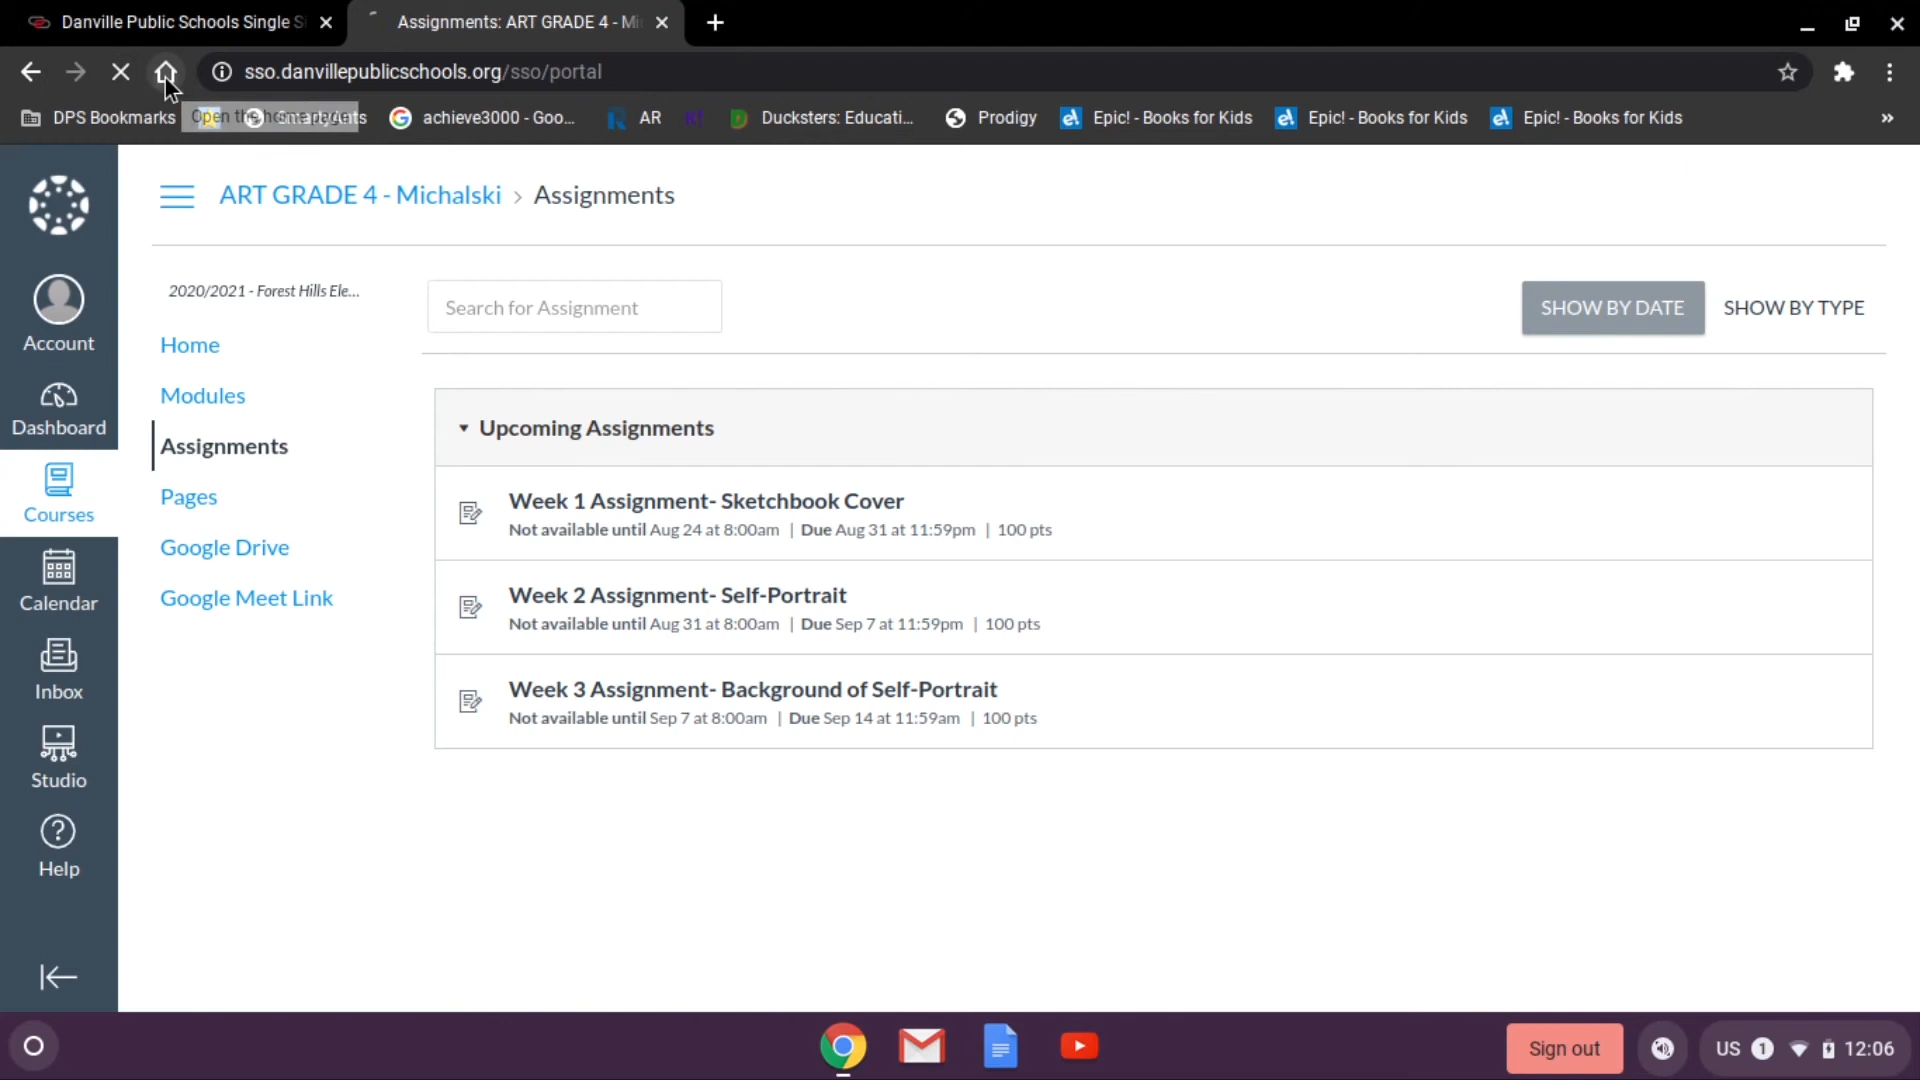 Danville Public Schools Single S
Assignments: ART GRADE 4 - Mi
sso.danvillepublicschools.org/sso/portal
DPS Bookmarks
Open the home page
SmartyAnts
achieve3000 - Goo...
AR
Ducksters: Educati...
Prodigy
Epic! - Books for Kids
Epic! - Books for Kids
Epic! - Books for Kids
»
ART GRADE 4 - Michalski > Assignments
2020/2021 - Forest Hills Ele...
Search for Assignment
SHOW BY DATE
SHOW BY TYPE
Account
Dashboard
Courses
Calendar
Inbox
Studio
Help
Home
Modules
Assignments
Pages
Google Drive
Google Meet Link
Upcoming Assignments
Week 1 Assignment- Sketchbook Cover
Not available until Aug 24 at 8:00am | Due Aug 31 at 11:59pm | 100 pts
Week 2 Assignment- Self-Portrait
Not available until Aug 31 at 8:00am | Due Sep 7 at 11:59pm | 100 pts
Week 3 Assignment- Background of Self-Portrait
Not available until Sep 7 at 8:00am | Due Sep 14 at 11:59am | 100 pts
Sign out
US 1 12:06